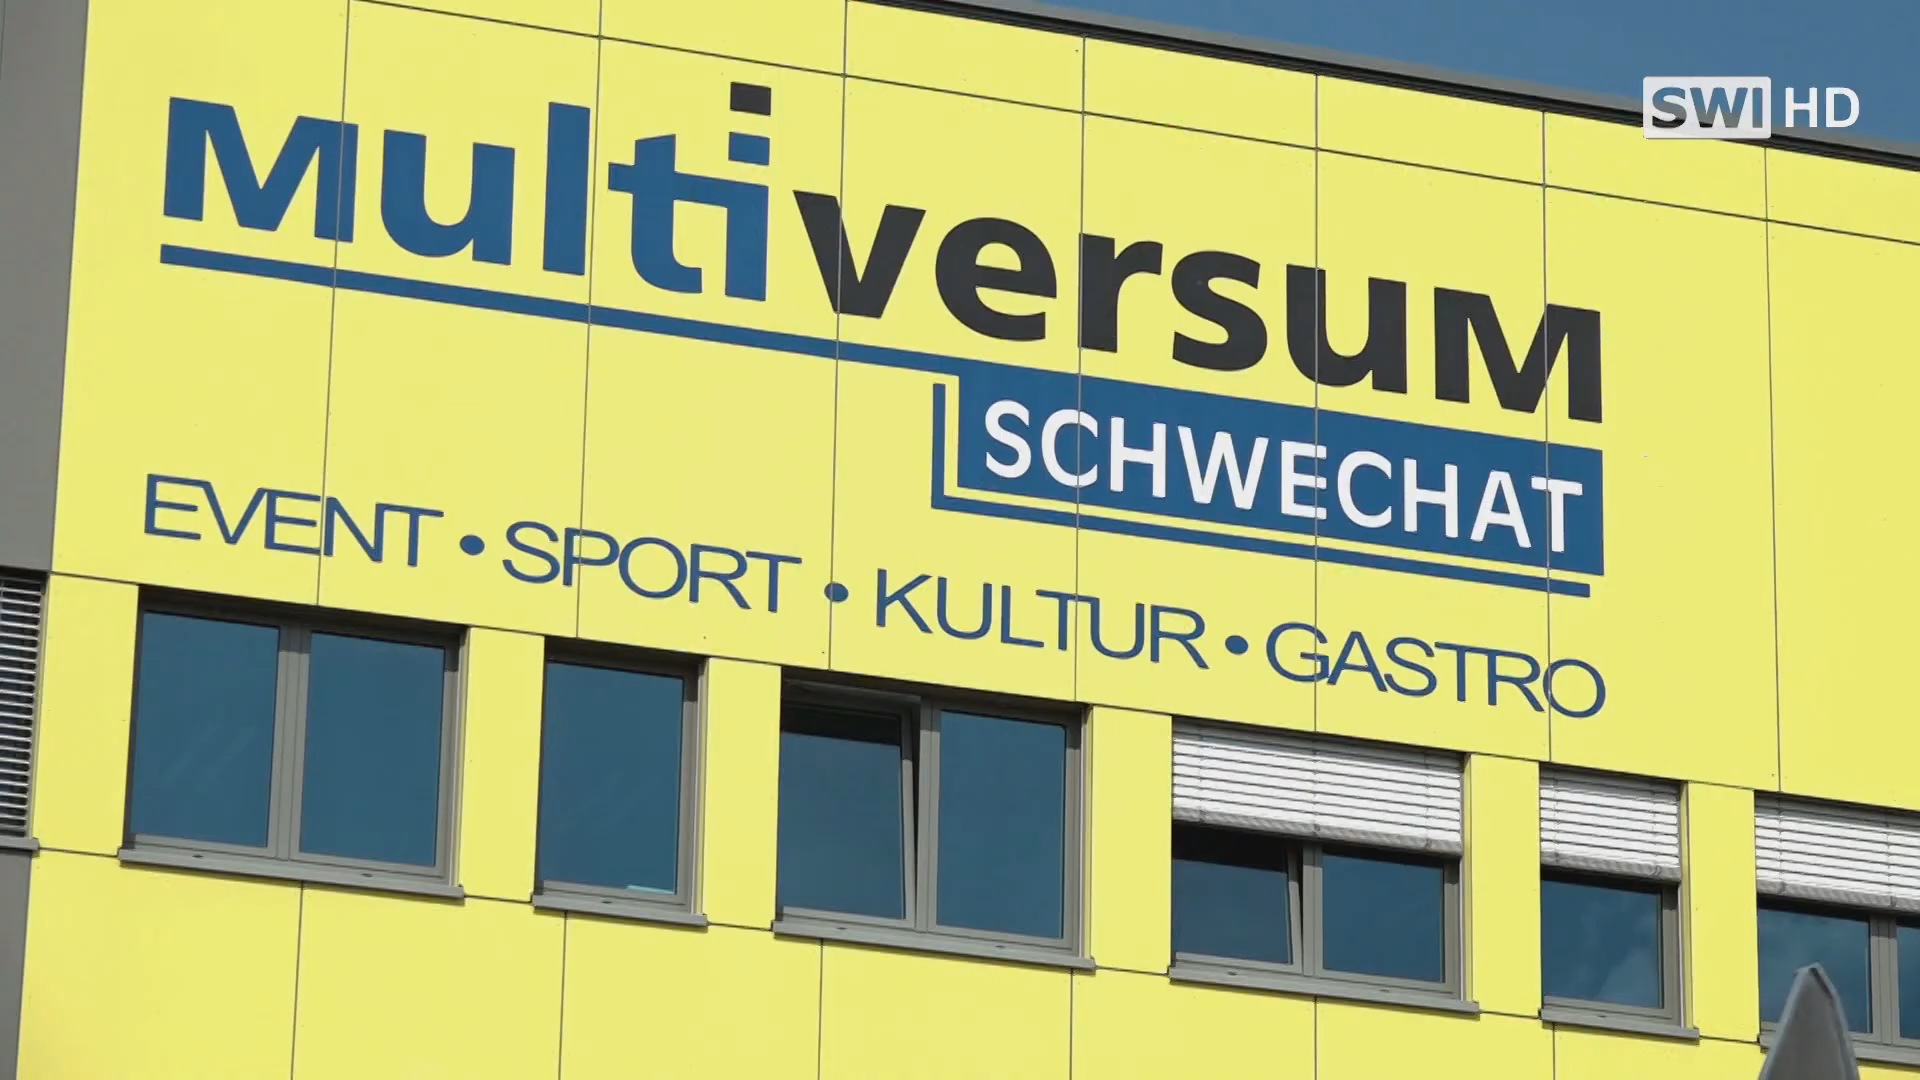 SWI HD
MultiversuM
SCHWECHAT
EVENT • SPORT • KULTUR • GASTRO